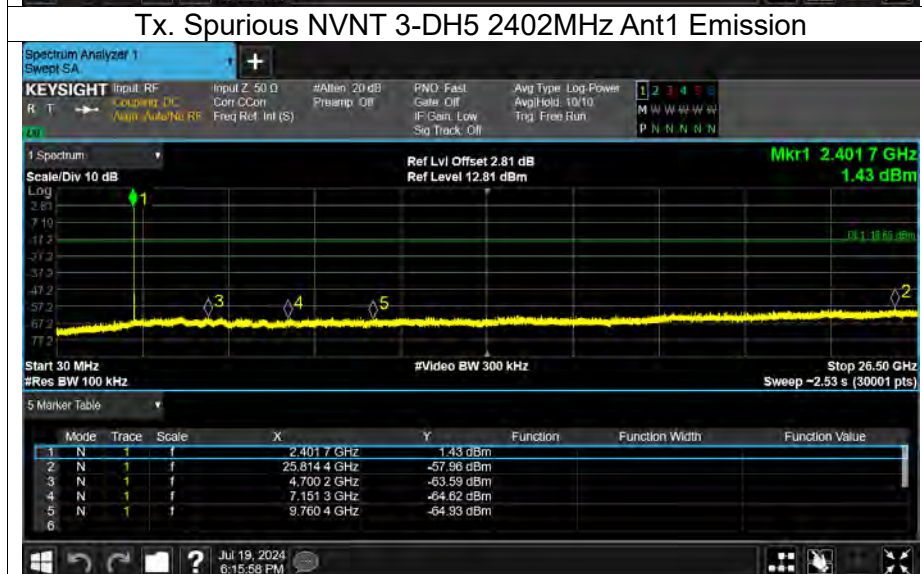 Tx. Spurious NVNT 3-DH5 2402MHz Ant1 Emission
Spectrum Analyzer 1
Swept SA
+
KEYSIGHT Input: RF Input Z: 50 Ω #Atten: 20 dB PNO: Fast Avg Type: Log-Power 1 2 3 4 5 6
R T Coupling: DC Corr CCorr Preamp: Off Gate: Off Avg|Hold: 10/10 M W W W W W
Align: Auto/No RF Freq Ref: Int (S) IF Gain: Low Trig: Free Run
Sig Track: Off P N N N N N
1 Spectrum
Ref Lvl Offset 2.81 dB Mkr1 2.401 7 GHz
Scale/Div 10 dB Ref Level 12.81 dBm 1.43 dBm
Log
2.81 1
-7.19
-17.2 DL1 -18.65 dBm
-27.2
-37.2
-47.2
-57.2 3 4 5 2
-67.2
-77.2
Start 30 MHz #Video BW 300 kHz Stop 26.50 GHz
#Res BW 100 kHz Sweep ~2.53 s (30001 pts)
5 Marker Table
Mode Trace Scale X Y Function Function Width Function Value
1 N 1 f 2.401 7 GHz 1.43 dBm
2 N 1 f 25.814 4 GHz -57.96 dBm
3 N 1 f 4.700 2 GHz -63.59 dBm
4 N 1 f 7.151 3 GHz -64.62 dBm
5 N 1 f 9.760 4 GHz -64.93 dBm
6
? Jul 19, 2024
6:15:58 PM